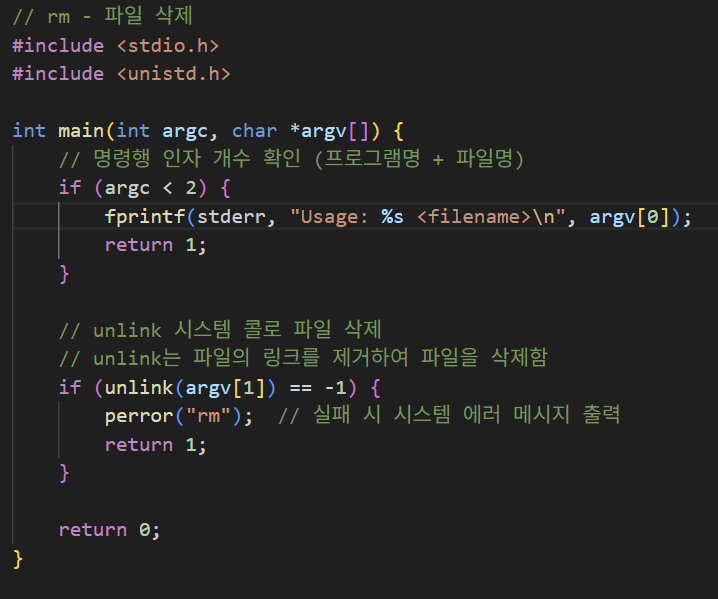 // rm - 파일 삭제
#include <stdio.h>
#include <unistd.h>
int main(int argc, char *argv[]) {
// 명령행 인자 개수 확인 (프로그램명 + 파일명)
if (argc < 2) {
fprintf(stderr, "Usage: %s <filename>\n", argv[0]);
return 1;
}
// unlink 시스템 콜로 파일 삭제
// unlink는 파일의 링크를 제거하여 파일을 삭제함
if (unlink(argv[1]) == -1) {
perror("rm");  // 실패 시 시스템 에러 메시지 출력
return 1;
}
return 0;
}